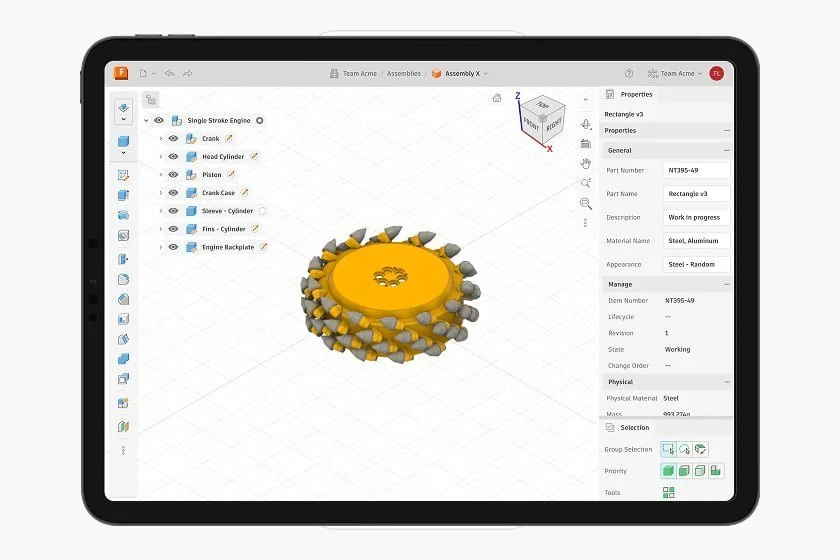 F
Team Acme / Assemblies / Assembly X
Team Acme
FL
Single Stroke Engine
Crank
Head Cylinder
Piston
Crank Case
Sleeve - Cylinder
Fins - Cylinder
Engine Backplate
Z
TOP
FRONT
RIGHT
X
Properties
Rectangle v3
Properties
General
Part Number NT395-49
Part Name Rectangle v3
Description Work in progress
Material Name Steel, Aluminum
Appearance Steel - Random
Manage
Item Number NT395-49
Lifecycle --
Revision 1
State Working
Change Order --
Physical
Physical Material Steel
Mass 993.274g
Selection
Group Selection
Priority
Tools